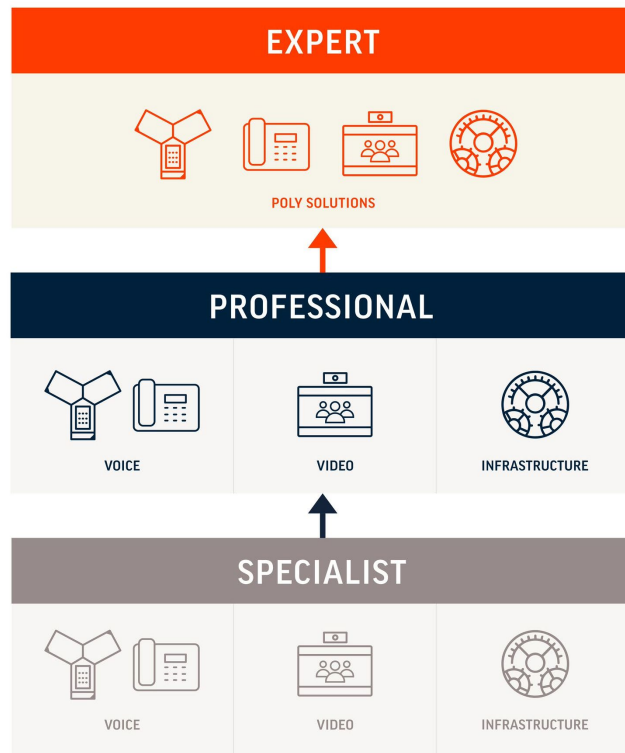 EXPERT
POLY SOLUTIONS
PROFESSIONAL
VOICE
VIDEO
INFRASTRUCTURE
SPECIALIST
VOICE
VIDEO
INFRASTRUCTURE